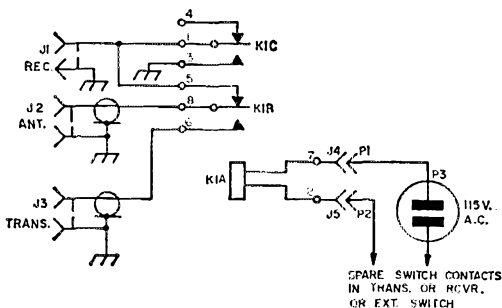 4
J1
1
K1C
REC.
3
5
J2
8
K1B
ANT.
6
7
J4
P1
K1A
P3
J3
2
J5
P2
115V.
A.C.
TRANS.
SPARE SWITCH CONTACTS
IN TRANS. OR RCVR.
OR EXT. SWITCH